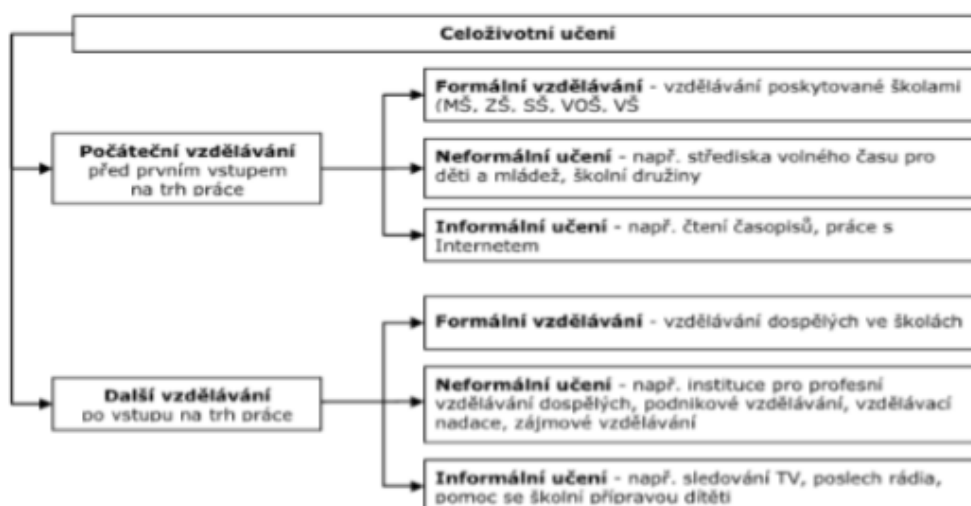 Celoživotní učení
Formální vzdělávání - vzdělávání poskytované školami
(MŠ, ZŠ, SŠ, VOŠ, VŠ
Počáteční vzdělávání
před prvním vstupem
na trh práce
Neformální učení - např. střediska volného času pro
děti a mládež, školní družiny
Informální učení - např. čtení časopisů, práce s
Internetem
Formální vzdělávání - vzdělávání dospělých ve školách
Další vzdělávání
po vstupu na trh práce
Neformální učení - např. instituce pro profesní
vzdělávání dospělých, podnikové vzdělávání, vzdělávací
nadace, zájmové vzdělávání
Informální učení - např. sledování TV, poslech rádia,
pomoc se školní přípravou dítěti